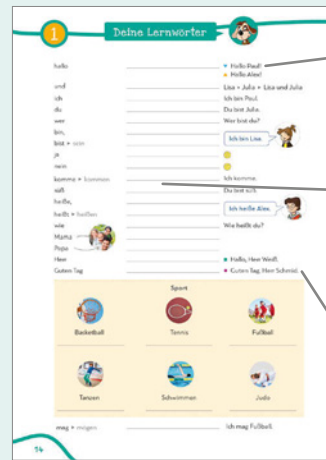 1
Deine Lernwörter
hallo
Hallo Paul!
Hallo Alex!
und
Lisa + Julia = Lisa und Julia
ich
Ich bin Paul.
du
Du bist Julia.
wer
Wer bist du?
bin,
bist → sein
Ich bin Lisa.
ja
nein
komme → kommen
Ich komme.
süß
Du bist süß.
heiße,
heißt → heißen
Ich heiße Alex.
wie
Wie heißt du?
Mama
Papa
Herr
Hallo, Herr Weiß.
Guten Tag
Guten Tag, Herr Schmid.
Sport
Basketball
Tennis
Fußball
Tanzen
Schwimmen
Judo
mag → mögen
Ich mag Fußball.
14